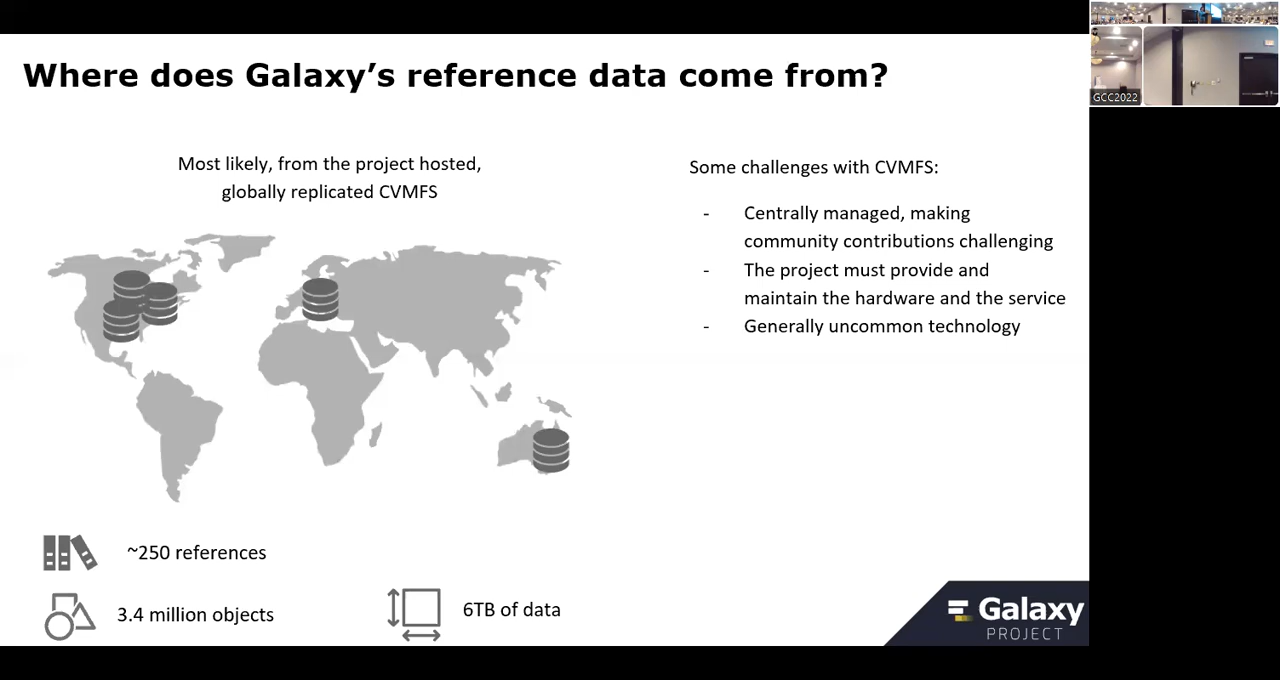 Where does Galaxy’s reference data come from?
Most likely, from the project hosted,
globally replicated CVMFS
Some challenges with CVMFS:
- Centrally managed, making
community contributions challenging
- The project must provide and
maintain the hardware and the service
- Generally uncommon technology
~250 references
3.4 million objects
6TB of data
Galaxy
PROJECT
GCC2022